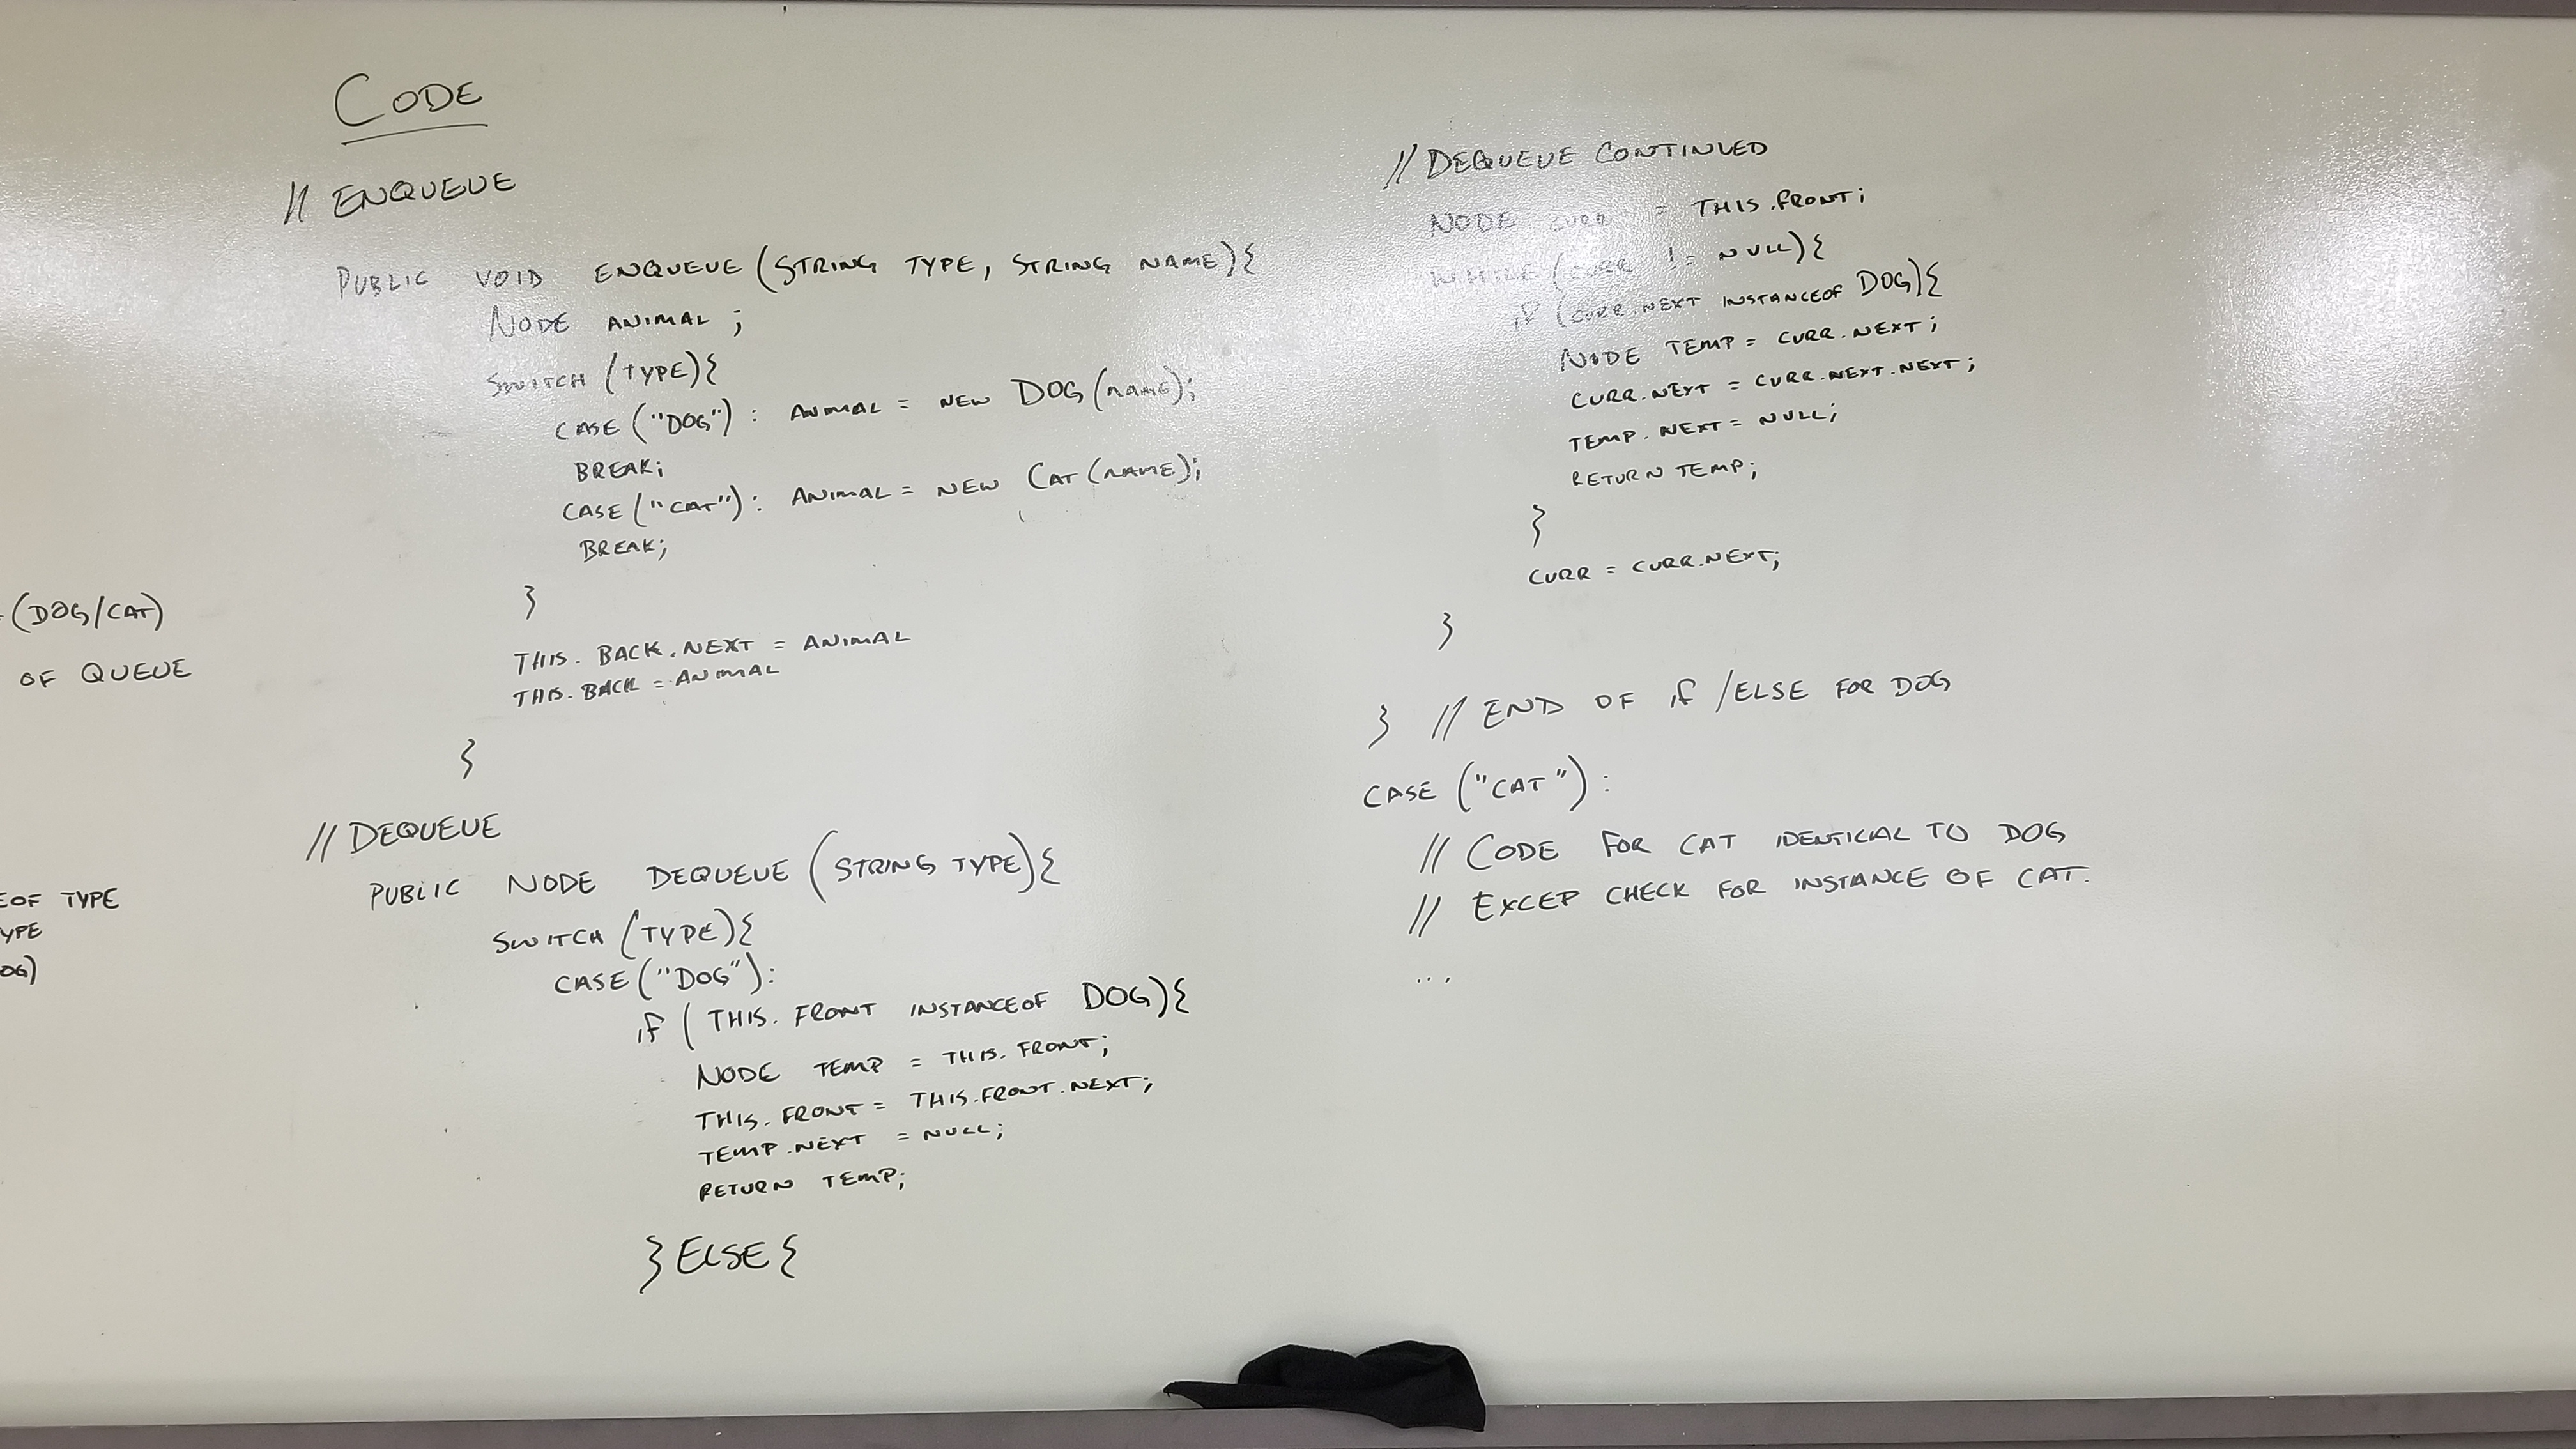 CODE
// ENQUEUE
PUBLIC VOID ENQUEUE (STRING TYPE, STRING NAME){
NODE ANIMAL ;
SWITCH (TYPE){
CASE ("DOG") : ANIMAL = NEW DOG (NAME);
BREAK;
CASE ("CAT") : ANIMAL = NEW CAT (NAME);
BREAK;
}
THIS. BACK. NEXT = ANIMAL
THIS. BACK = ANIMAL
}
// DEQUEUE
PUBLIC NODE DEQUEUE (STRING TYPE){
SWITCH (TYPE){
CASE ("DOG"):
if ( THIS. FRONT INSTANCEOF DOG){
NODE TEMP = THIS. FRONT;
THIS. FRONT = THIS.FRONT.NEXT;
TEMP.NEXT = NULL;
RETURN TEMP;
} ELSE {
// DEQUEUE CONTINUED
NODE CURR = THIS.FRONT;
WHILE (CURR != NULL){
if (CURR.NEXT INSTANCEOF DOG){
NODE TEMP = CURR.NEXT;
CURR.NEXT = CURR.NEXT.NEXT;
TEMP.NEXT = NULL;
RETURN TEMP;
}
CURR = CURR.NEXT;
}
} // END OF if /ELSE FOR DOG
CASE ("CAT") :
// CODE FOR CAT IDENTICAL TO DOG
// EXCEP CHECK FOR INSTANCE OF CAT.
...
(DOG/CAT)
OF QUEUE
EOF TYPE
YPE
OG)